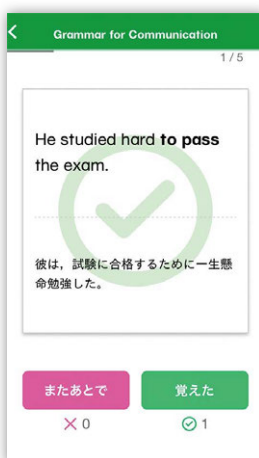 Grammar for Communication
1 / 5
He studied hard to pass
the exam.
彼は，試験に合格するために一生懸
命勉強した。
またあとで
覚えた
0
1